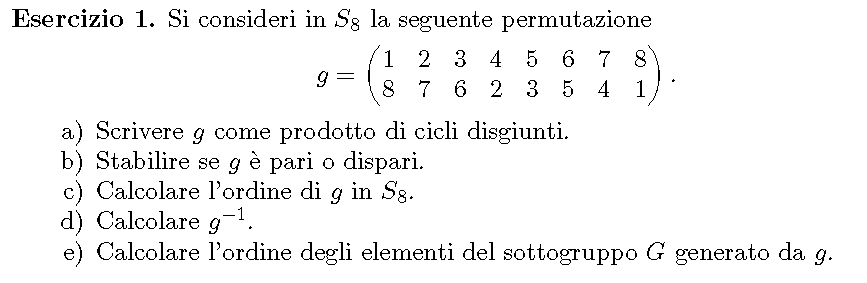 Esercizio 1. Si consideri in S₈ la seguente permutazione
g = (1 2 3 4 5 6 7 8
8 7 6 2 3 5 4 1).
a) Scrivere g come prodotto di cicli disgiunti.
b) Stabilire se g è pari o dispari.
c) Calcolare l'ordine di g in S₈.
d) Calcolare g⁻¹.
e) Calcolare l'ordine degli elementi del sottogruppo G generato da g.